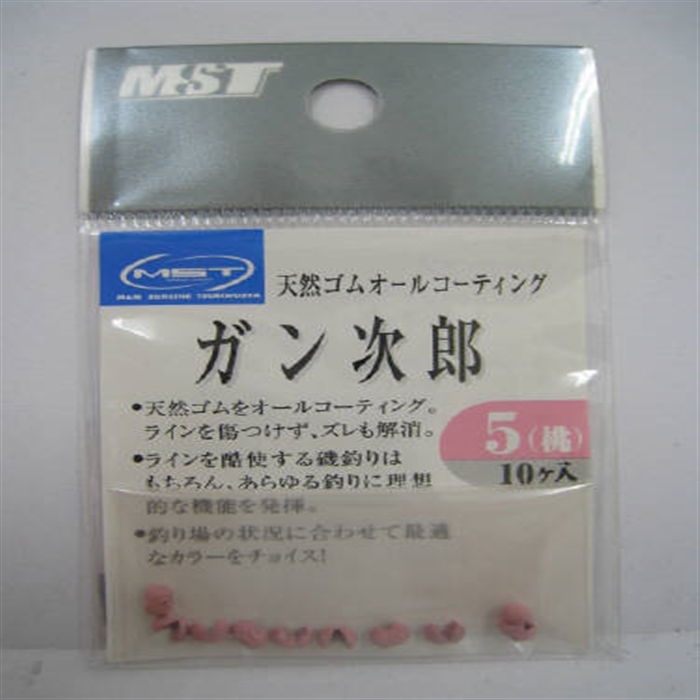 MST
MST
天然ゴムオールコーティング
ガン次郎
●天然ゴムをオールコーティング。
ラインを傷つけず、ズレも解消。
●ラインを酷使する磯釣りは
もちろん、あらゆる釣りに理想
的な機能を発揮。
●釣り場の状況に合わせて最適
なカラーをチョイス!
5(桃)
10ヶ入